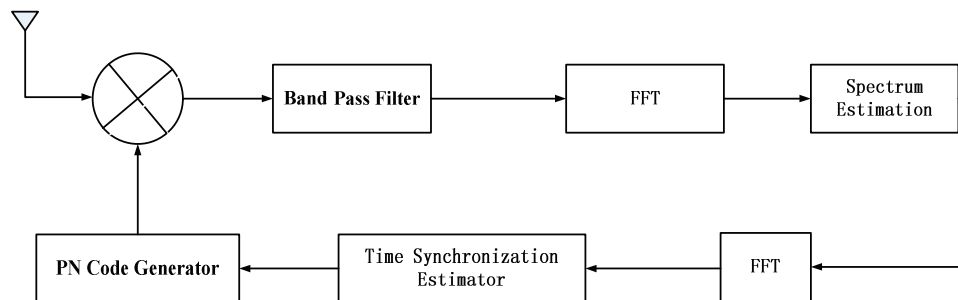 Band Pass Filter
FFT
Spectrum
Estimation
PN Code Generator
Time Synchronization
Estimator
FFT